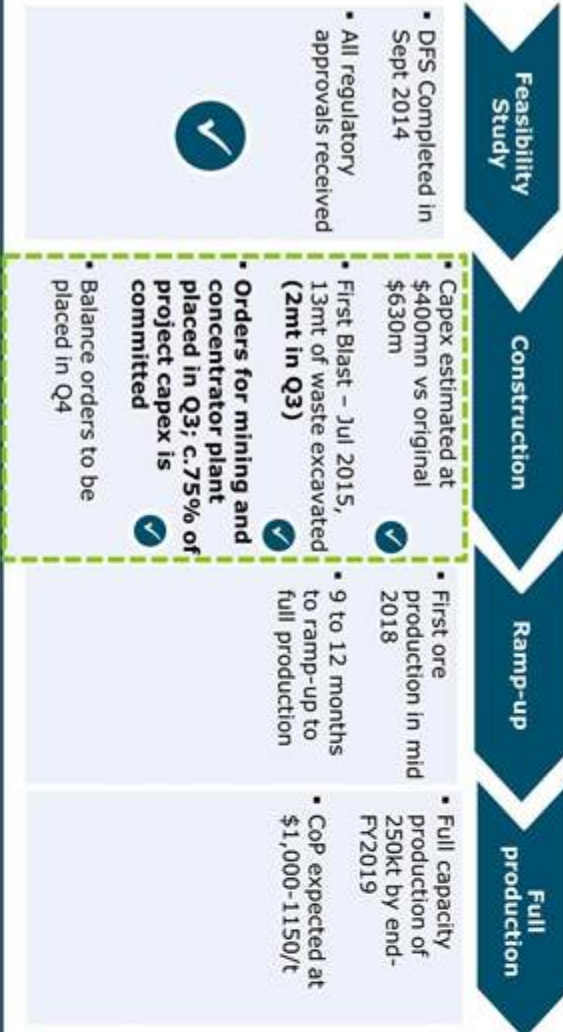 Feasibility
Study
▪ DFS Completed in
Sept 2014
▪ All regulatory
approvals received
Construction
▪ Capex estimated at
$400mn vs original
$630m
▪ First Blast – Jul 2015,
13mt of waste excavated
(2mt in Q3)
▪ Orders for mining and
concentrator plant
placed in Q3; c.75% of
project capex is
committed
▪ Balance orders to be
placed in Q4
Ramp-up
▪ First ore
production in mid
2018
▪ 9 to 12 months
to ramp-up to
full production
Full
production
▪ Full capacity
production of
250kt by end-
FY2019
▪ CoP expected at
$1,000-1150/t